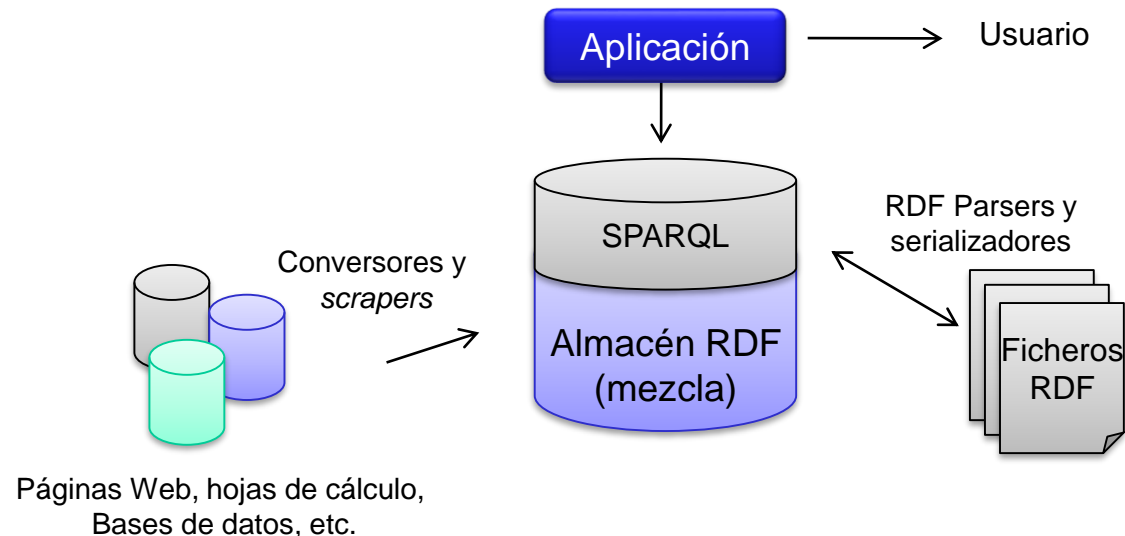 Aplicación
Usuario
SPARQL
RDF Parsers y
serializadores
Conversores y
scrapers
Almacén RDF
(mezcla)
Ficheros
RDF
Páginas Web, hojas de cálculo,
Bases de datos, etc.